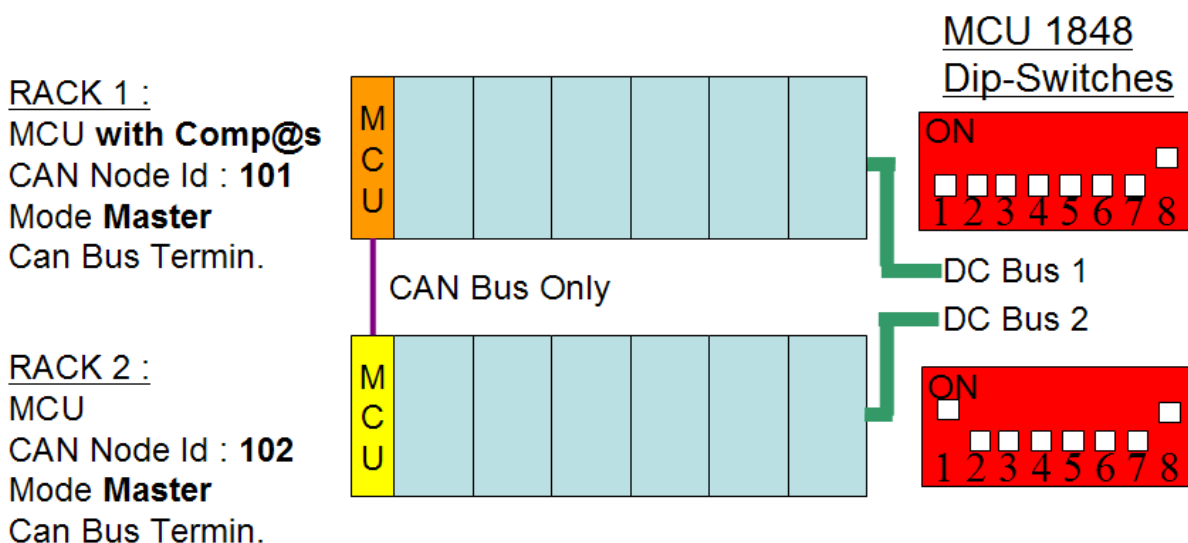 MCU 1848
Dip-Switches
RACK 1 :
MCU with Comp@s
CAN Node Id : 101
Mode Master
Can Bus Termin.
M
C
U
ON
1 2 3 4 5 6 7 8
CAN Bus Only
DC Bus 1
DC Bus 2
RACK 2 :
MCU
CAN Node Id : 102
Mode Master
Can Bus Termin.
M
C
U
ON
1 2 3 4 5 6 7 8